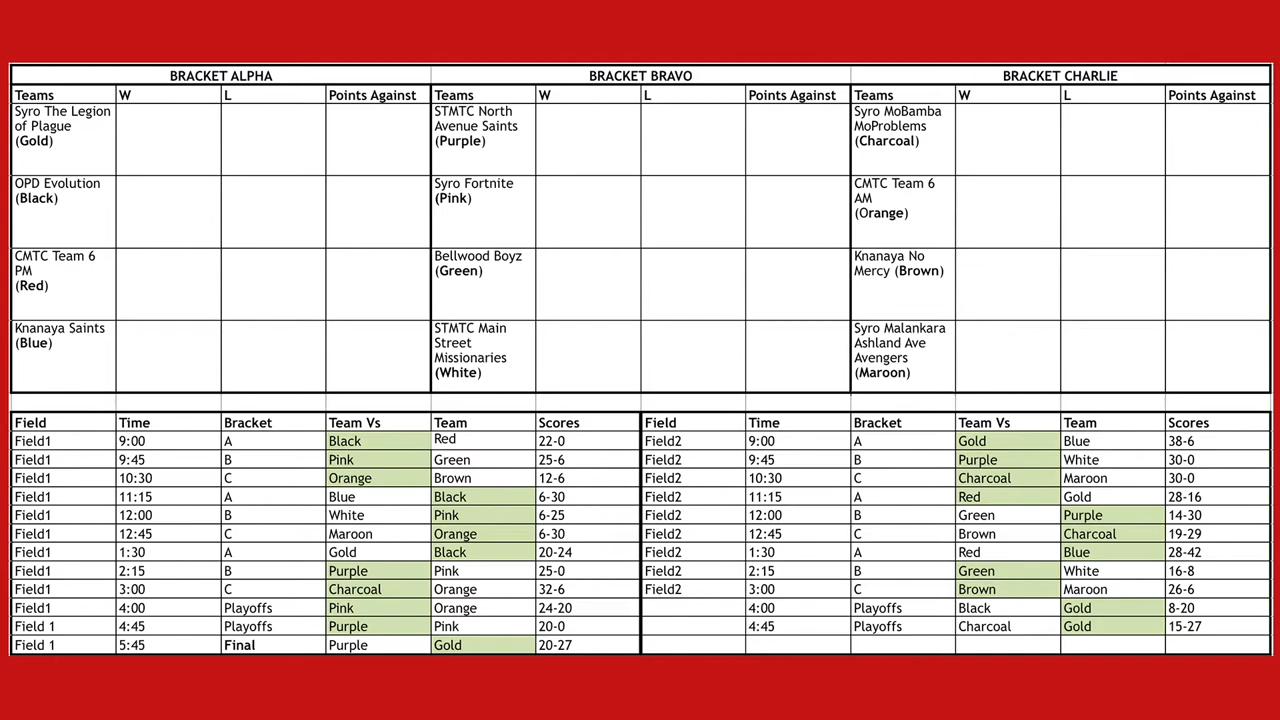 BRACKET ALPHA BRACKET BRAVO BRACKET CHARLIE
Teams W L Points Against Teams W L Points Against Teams W L Points Against
Syro The Legion of Plague (Gold) STMTC North Avenue Saints (Purple) Syro MoBamba MoProblems (Charcoal)
OPD Evolution (Black) Syro Fortnite (Pink) CMTC Team 6 AM (Orange)
CMTC Team 6 PM (Red) Bellwood Boyz (Green) Knanaya No Mercy (Brown)
Knanaya Saints (Blue) STMTC Main Street Missionaries (White) Syro Malankara Ashland Ave Avengers (Maroon)
Field Time Bracket Team Vs Team Scores Field Time Bracket Team Vs Team Scores
Field1 9:00 A Black Red 22-0 Field2 9:00 A Gold Blue 38-6
Field1 9:45 B Pink Green 25-6 Field2 9:45 B Purple White 30-0
Field1 10:30 C Orange Brown 12-6 Field2 10:30 C Charcoal Maroon 30-0
Field1 11:15 A Blue Black 6-30 Field2 11:15 A Red Gold 28-16
Field1 12:00 B White Pink 6-25 Field2 12:00 B Green Purple 14-30
Field1 12:45 C Maroon Orange 6-30 Field2 12:45 C Brown Charcoal 19-29
Field1 1:30 A Gold Black 20-24 Field2 1:30 A Red Blue 28-42
Field1 2:15 B Purple Pink 25-0 Field2 2:15 B Green White 16-8
Field1 3:00 C Charcoal Orange 32-6 Field2 3:00 C Brown Maroon 26-6
Field1 4:00 Playoffs Pink Orange 24-20 4:00 Playoffs Black Gold 8-20
Field 1 4:45 Playoffs Purple Pink 20-0 4:45 Playoffs Charcoal Gold 15-27
Field 1 5:45 Final Purple Gold 20-27